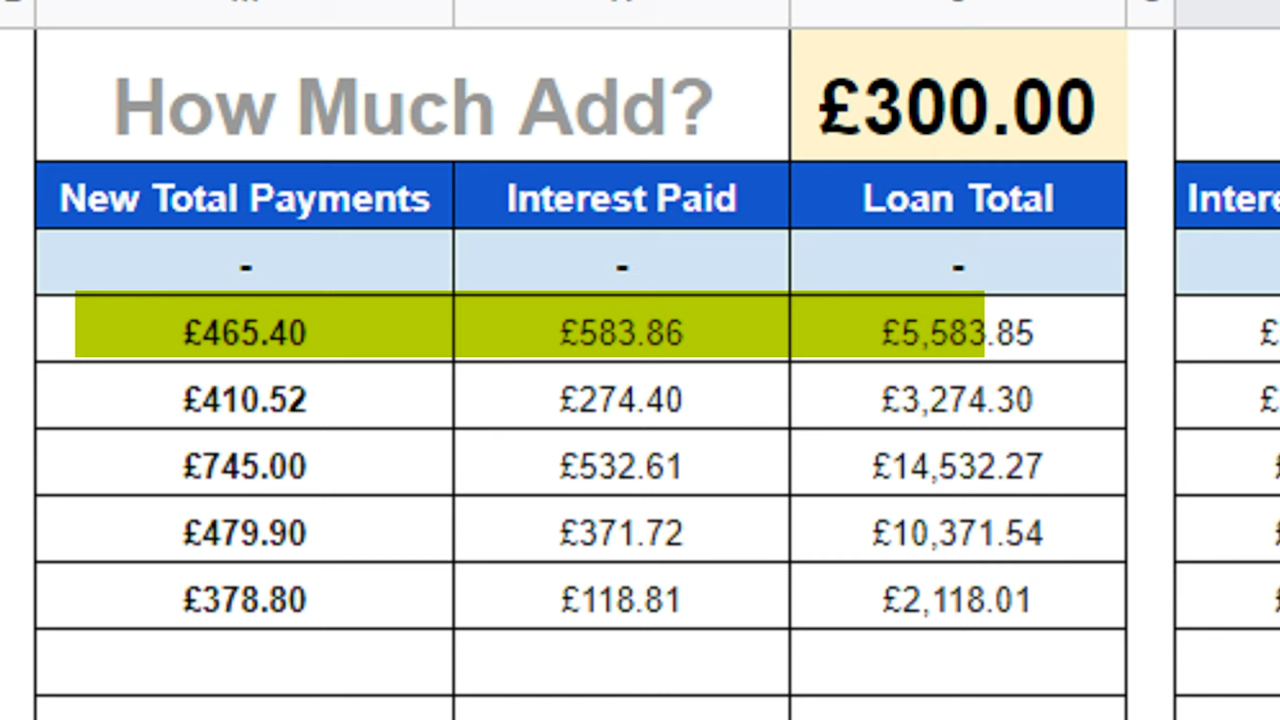 How Much Add? £300.00
New Total Payments Interest Paid Loan Total
- - -
£465.40 £583.86 £5,583.85
£410.52 £274.40 £3,274.30
£745.00 £532.61 £14,532.27
£479.90 £371.72 £10,371.54
£378.80 £118.81 £2,118.01